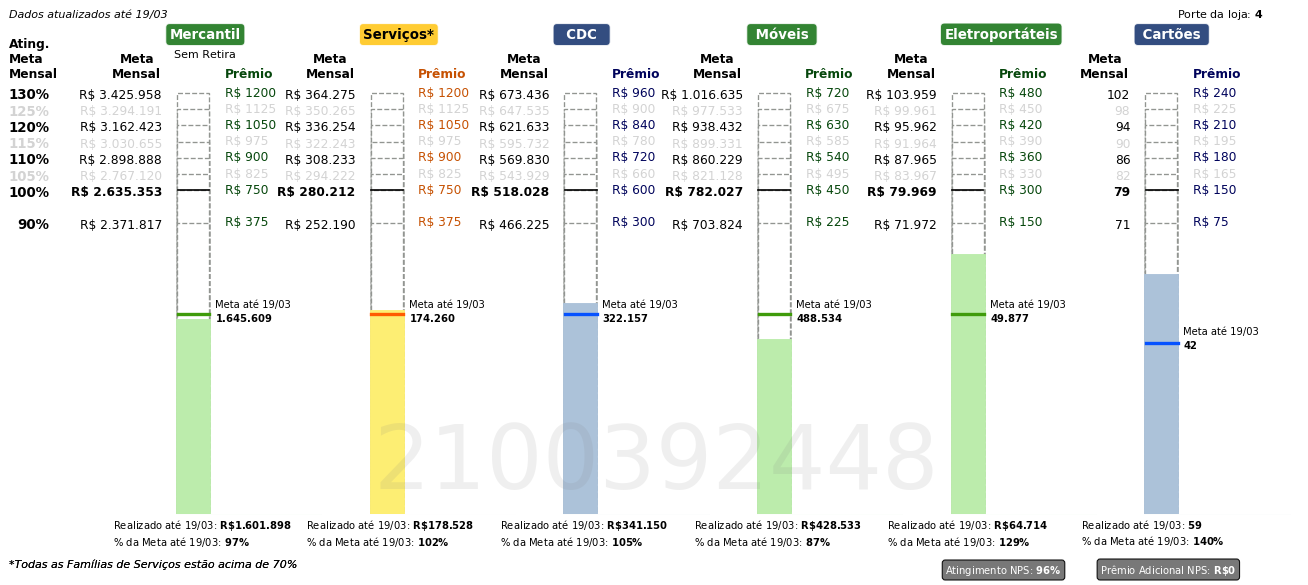 Dados atualizados até 19/03 Porte da loja: 4
Mercantil Serviços* CDC Móveis Eletroportáteis Cartões
Sem Retira
Ating. Meta Mensal Meta Mensal Prêmio Meta Mensal Prêmio Meta Mensal Prêmio Meta Mensal Prêmio Meta Mensal Prêmio Meta Mensal Prêmio
130% R$ 3.425.958 R$ 1200 R$ 364.275 R$ 1200 R$ 673.436 R$ 960 R$ 1.016.635 R$ 720 R$ 103.959 R$ 480 102 R$ 240
125% R$ 3.294.191 R$ 1125 R$ 350.265 R$ 1125 R$ 647.535 R$ 900 R$ 977.533 R$ 675 R$ 99.961 R$ 450 98 R$ 225
120% R$ 3.162.423 R$ 1050 R$ 336.254 R$ 1050 R$ 621.633 R$ 840 R$ 938.432 R$ 630 R$ 95.962 R$ 420 94 R$ 210
115% R$ 3.030.655 R$ 975 R$ 322.243 R$ 975 R$ 595.732 R$ 780 R$ 899.331 R$ 585 R$ 91.964 R$ 390 90 R$ 195
110% R$ 2.898.888 R$ 900 R$ 308.233 R$ 900 R$ 569.830 R$ 720 R$ 860.229 R$ 540 R$ 87.965 R$ 360 86 R$ 180
105% R$ 2.767.120 R$ 825 R$ 294.222 R$ 825 R$ 543.929 R$ 660 R$ 821.128 R$ 495 R$ 83.967 R$ 330 82 R$ 165
100% R$ 2.635.353 R$ 750 R$ 280.212 R$ 750 R$ 518.028 R$ 600 R$ 782.027 R$ 450 R$ 79.969 R$ 300 79 R$ 150
90% R$ 2.371.817 R$ 375 R$ 252.190 R$ 375 R$ 466.225 R$ 300 R$ 703.824 R$ 225 R$ 71.972 R$ 150 71 R$ 75
Meta até 19/03 Meta até 19/03 Meta até 19/03 Meta até 19/03 Meta até 19/03
1.645.609 174.260 322.157 488.534 49.877
Meta até 19/03
42
2100392448
Realizado até 19/03: R$1.601.898 Realizado até 19/03: R$178.528 Realizado até 19/03: R$341.150 Realizado até 19/03: R$428.533 Realizado até 19/03: R$64.714 Realizado até 19/03: 59
% da Meta até 19/03: 97% % da Meta até 19/03: 102% % da Meta até 19/03: 105% % da Meta até 19/03: 87% % da Meta até 19/03: 129% % da Meta até 19/03: 140%
*Todas as Famílias de Serviços estão acima de 70% Atingimento NPS: 96% Prêmio Adicional NPS: R$0